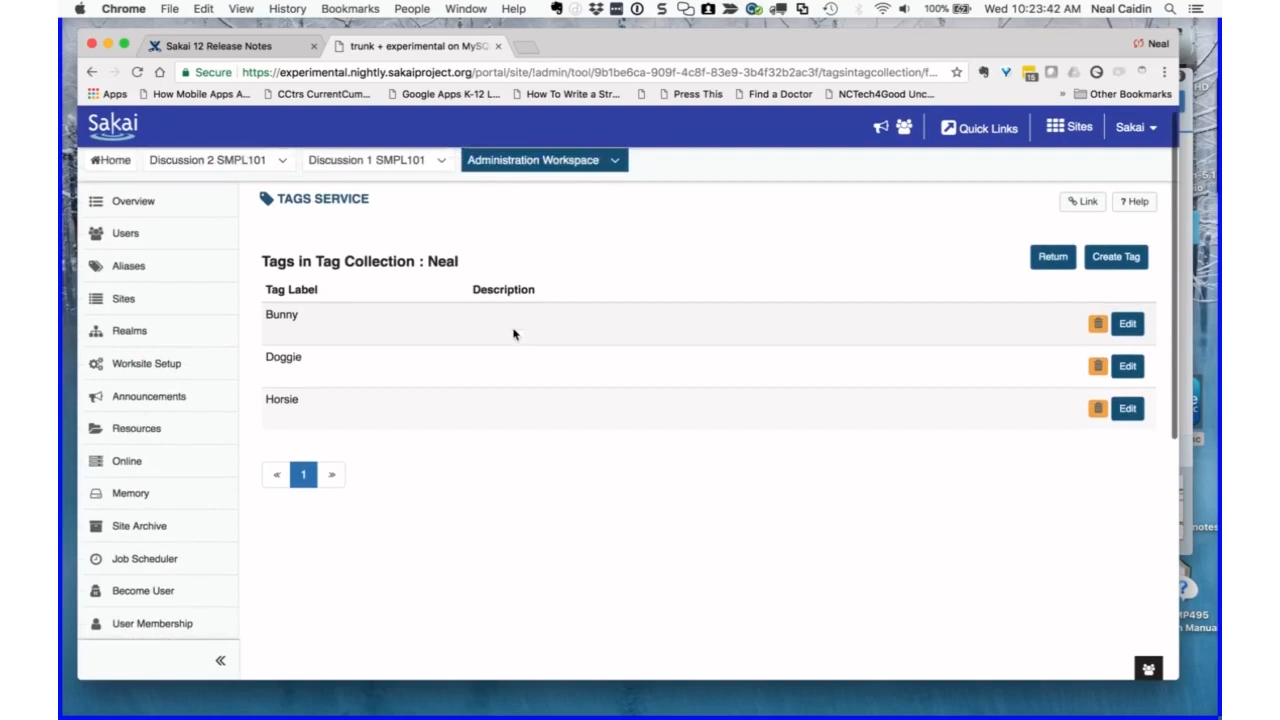 Chrome File Edit View History Bookmarks People Window Help 100% Wed 10:23:42 AM Neal Caidin
Sakai 12 Release Notes × trunk + experimental on MySQ × Neal
Secure https://experimental.nightly.sakaiproject.org/portal/site/!admin/tool/9b1be6ca-909f-4c8f-83e9-3b4f32b2ac3f/tagsintagcollection/f...
Apps How Mobile Apps A... CCtrs CurrentCum... Google Apps K-12 L... How To Write a Str... Press This Find a Doctor NCTech4Good Unc... » Other Bookmarks
Sakai Quick Links Sites Sakai
Home Discussion 2 SMPL101 Discussion 1 SMPL101 Administration Workspace
Overview
Users
Aliases
Sites
Realms
Worksite Setup
Announcements
Resources
Online
Memory
Site Archive
Job Scheduler
Become User
User Membership
«
TAGS SERVICE
Link ? Help
Tags in Tag Collection : Neal
Return Create Tag
Tag Label Description
Bunny Edit
Doggie Edit
Horsie Edit
« 1 »
notes
MP495
n Manua